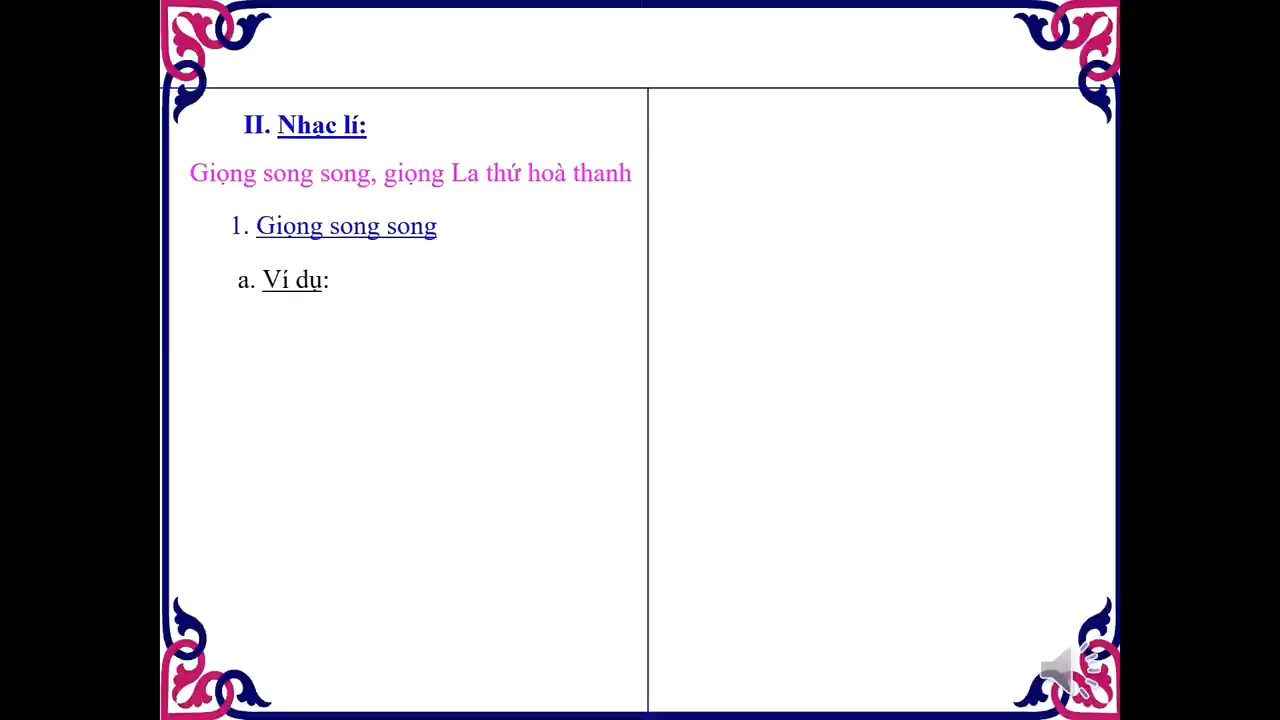 II. Nhạc lí:
Giọng song song, giọng La thứ hoà thanh
1. Giọng song song
a. Ví dụ: